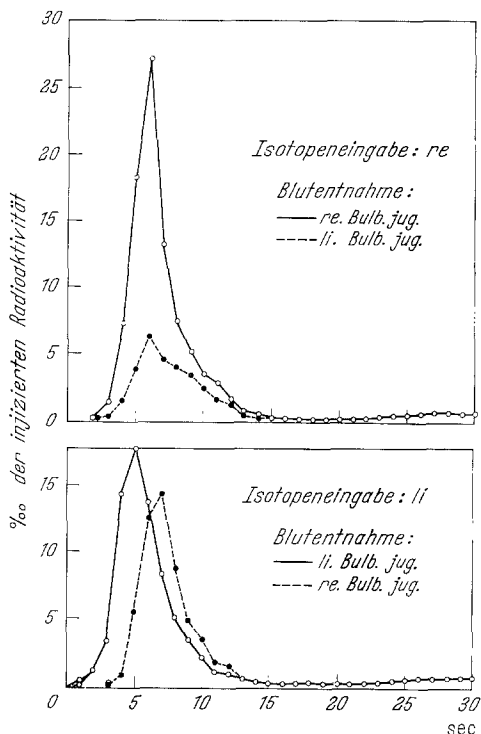 ‰ der injizierten Radioaktivität
30
25
20
15
10
5
0
Isotopeneingabe: re
Blutentnahme:
re. Bulb. jug.
li. Bulb. jug.
15
10
5
0
Isotopeneingabe: li
Blutentnahme:
li. Bulb. jug.
re. Bulb. jug.
0 5 10 15 20 25 30
sec